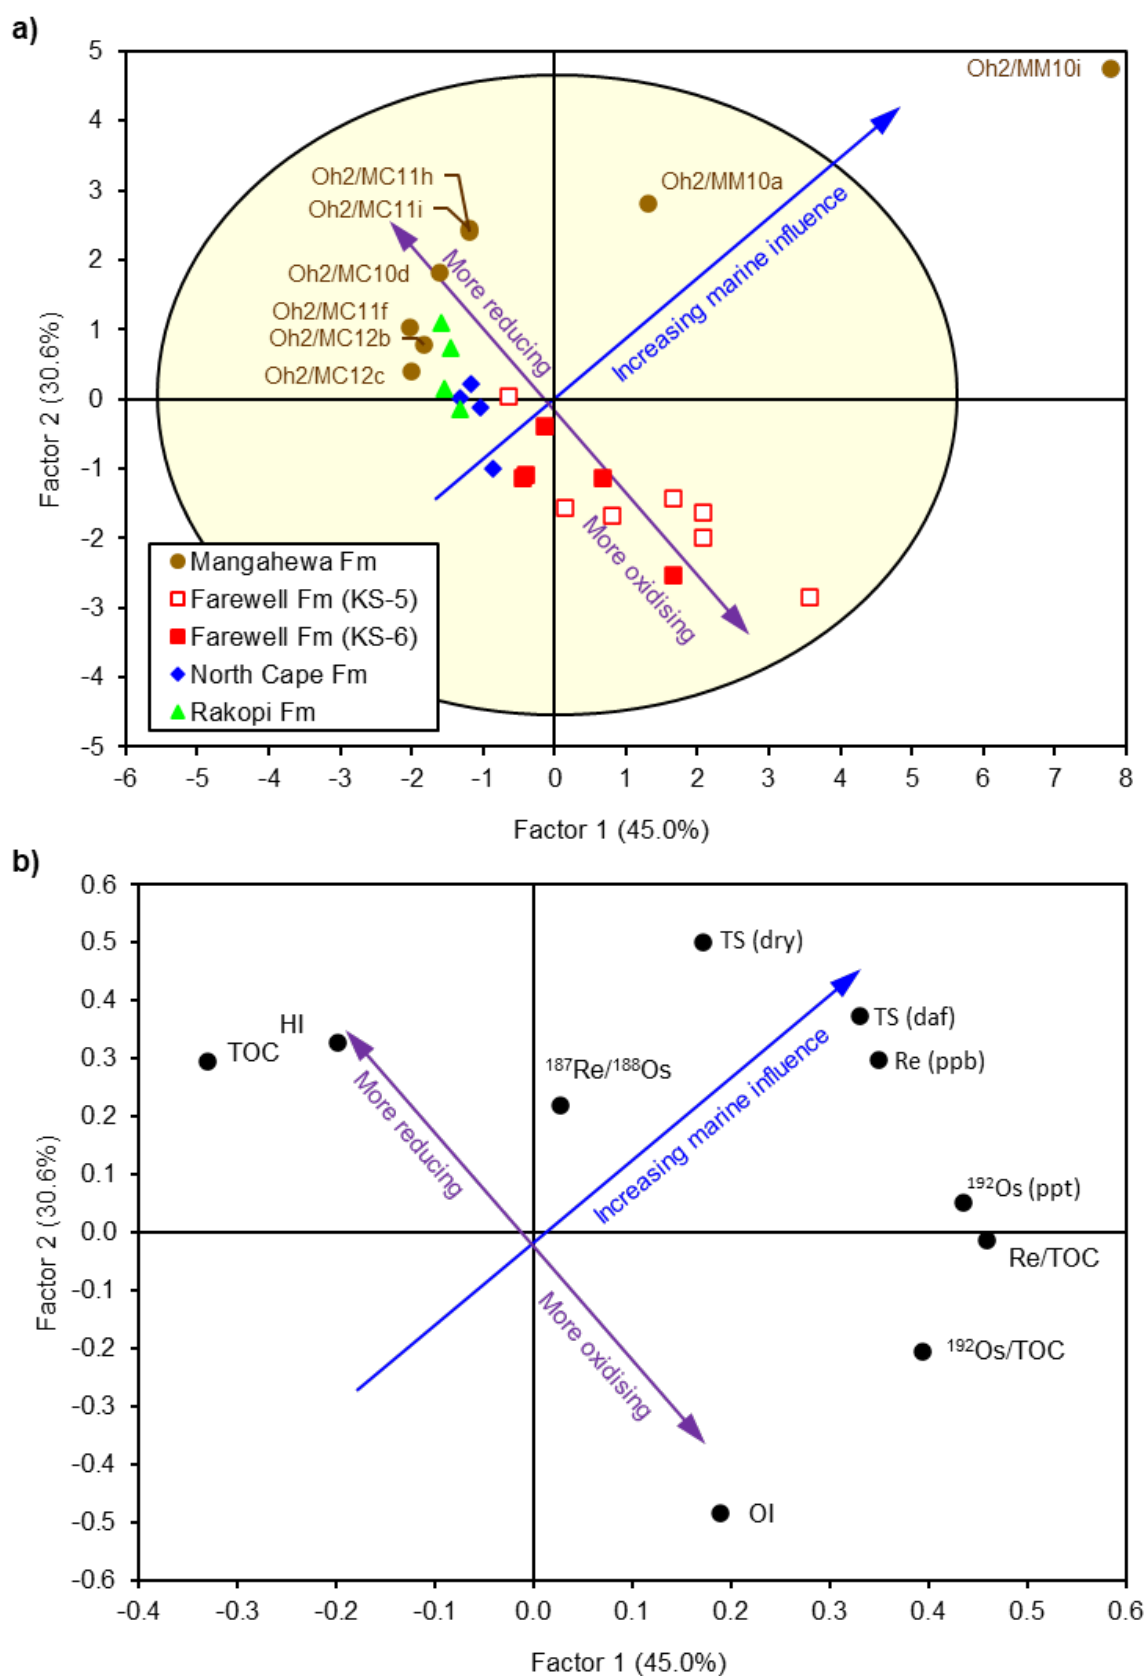 a)
5
4
3
2
1
0
-1
-2
-3
-4
-5
Factor 2 (30.6%)
Oh2/MM10i
Oh2/MC11h
Oh2/MM10a
Oh2/MC11i
Oh2/MC10d
Oh2/MC11f
Oh2/MC12b
Oh2/MC12c
More reducing
Increasing marine influence
More oxidising
Mangahewa Fm
Farewell Fm (KS-5)
Farewell Fm (KS-6)
North Cape Fm
Rakopi Fm
-6 -5 -4 -3 -2 -1 0 1 2 3 4 5 6 7 8
Factor 1 (45.0%)
b)
0.6
0.5
0.4
0.3
0.2
0.1
0.0
-0.1
-0.2
-0.3
-0.4
-0.5
-0.6
Factor 2 (30.6%)
TS (dry)
TS (daf)
HI
TOC
Re (ppb)
¹⁸⁷Re/¹⁸⁸Os
More reducing
Increasing marine influence
¹⁹²Os (ppt)
Re/TOC
¹⁹²Os/TOC
More oxidising
OI
-0.4 -0.3 -0.2 -0.1 0.0 0.1 0.2 0.3 0.4 0.5 0.6
Factor 1 (45.0%)